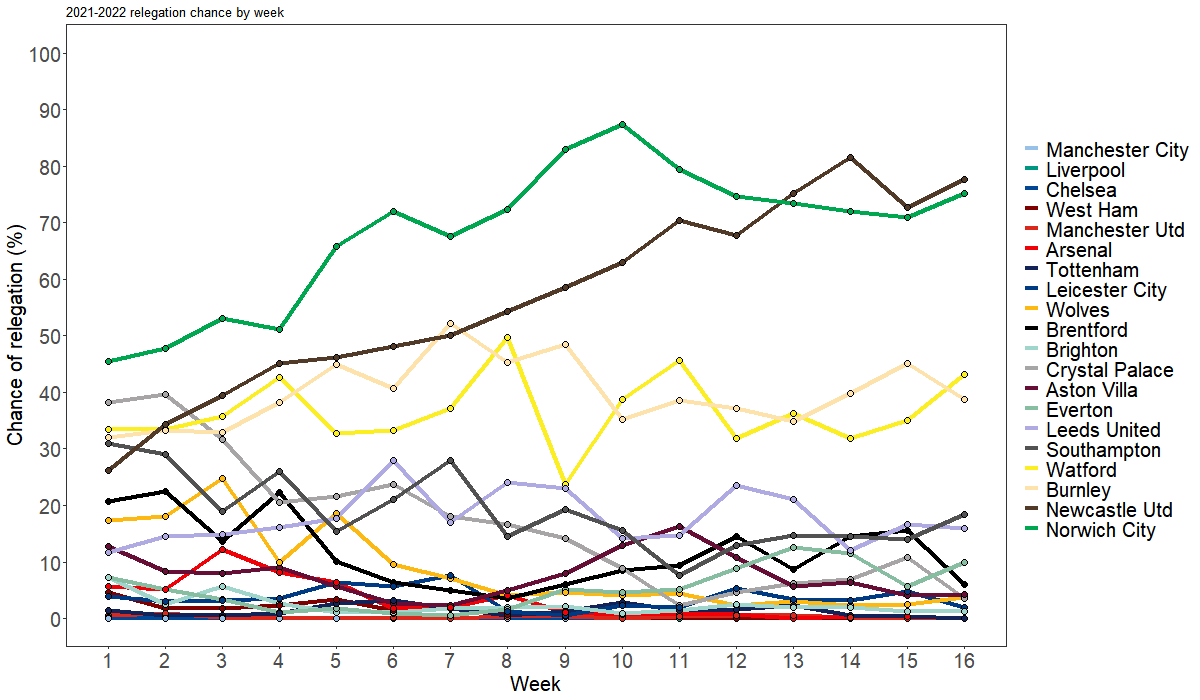 2021-2022 relegation chance by week
100
90
80
70
60
50
40
30
20
10
0
Chance of relegation (%)
1 2 3 4 5 6 7 8 9 10 11 12 13 14 15 16
Week
Manchester City
Liverpool
Chelsea
West Ham
Manchester Utd
Arsenal
Tottenham
Leicester City
Wolves
Brentford
Brighton
Crystal Palace
Aston Villa
Everton
Leeds United
Southampton
Watford
Burnley
Newcastle Utd
Norwich City